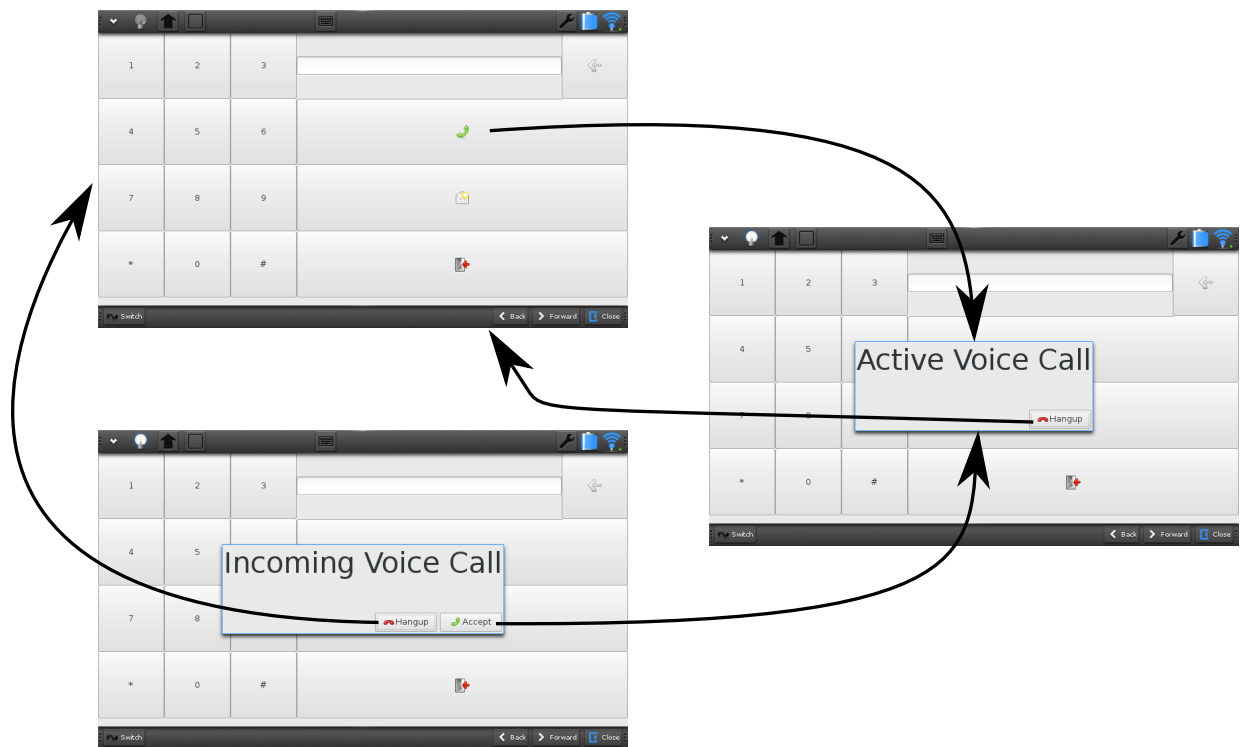 1 2 3
4 5 6
7 8 9
* 0 #
Switch Back Forward Close
1 2 3
4 5
Active Voice Call
7 8
Hangup
* 0 #
Switch Back Forward Close
1 2 3
4 5
Incoming Voice Call
7 8
Hangup Accept
* 0 #
Switch Back Forward Close